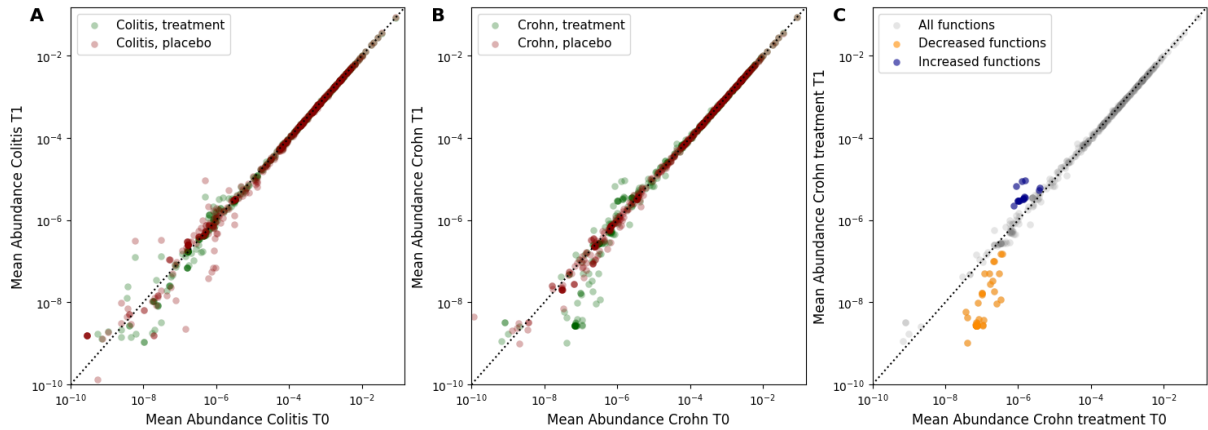 A
Colitis, treatment
Colitis, placebo
Mean Abundance Colitis T1
10⁻²
10⁻⁴
10⁻⁶
10⁻⁸
10⁻¹⁰
10⁻¹⁰
10⁻⁸
10⁻⁶
10⁻⁴
10⁻²
Mean Abundance Colitis T0
B
Crohn, treatment
Crohn, placebo
Mean Abundance Crohn T1
10⁻²
10⁻⁴
10⁻⁶
10⁻⁸
10⁻¹⁰
10⁻¹⁰
10⁻⁸
10⁻⁶
10⁻⁴
10⁻²
Mean Abundance Crohn T0
C
All functions
Decreased functions
Increased functions
Mean Abundance Crohn treatment T1
10⁻²
10⁻⁴
10⁻⁶
10⁻⁸
10⁻¹⁰
10⁻¹⁰
10⁻⁸
10⁻⁶
10⁻⁴
10⁻²
Mean Abundance Crohn treatment T0